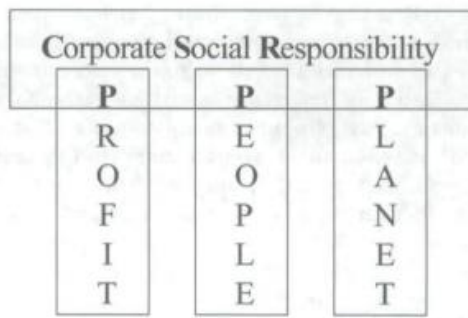 Corporate Social Responsibility
P P P
R E L
O O A
F P N
I L E
T E T